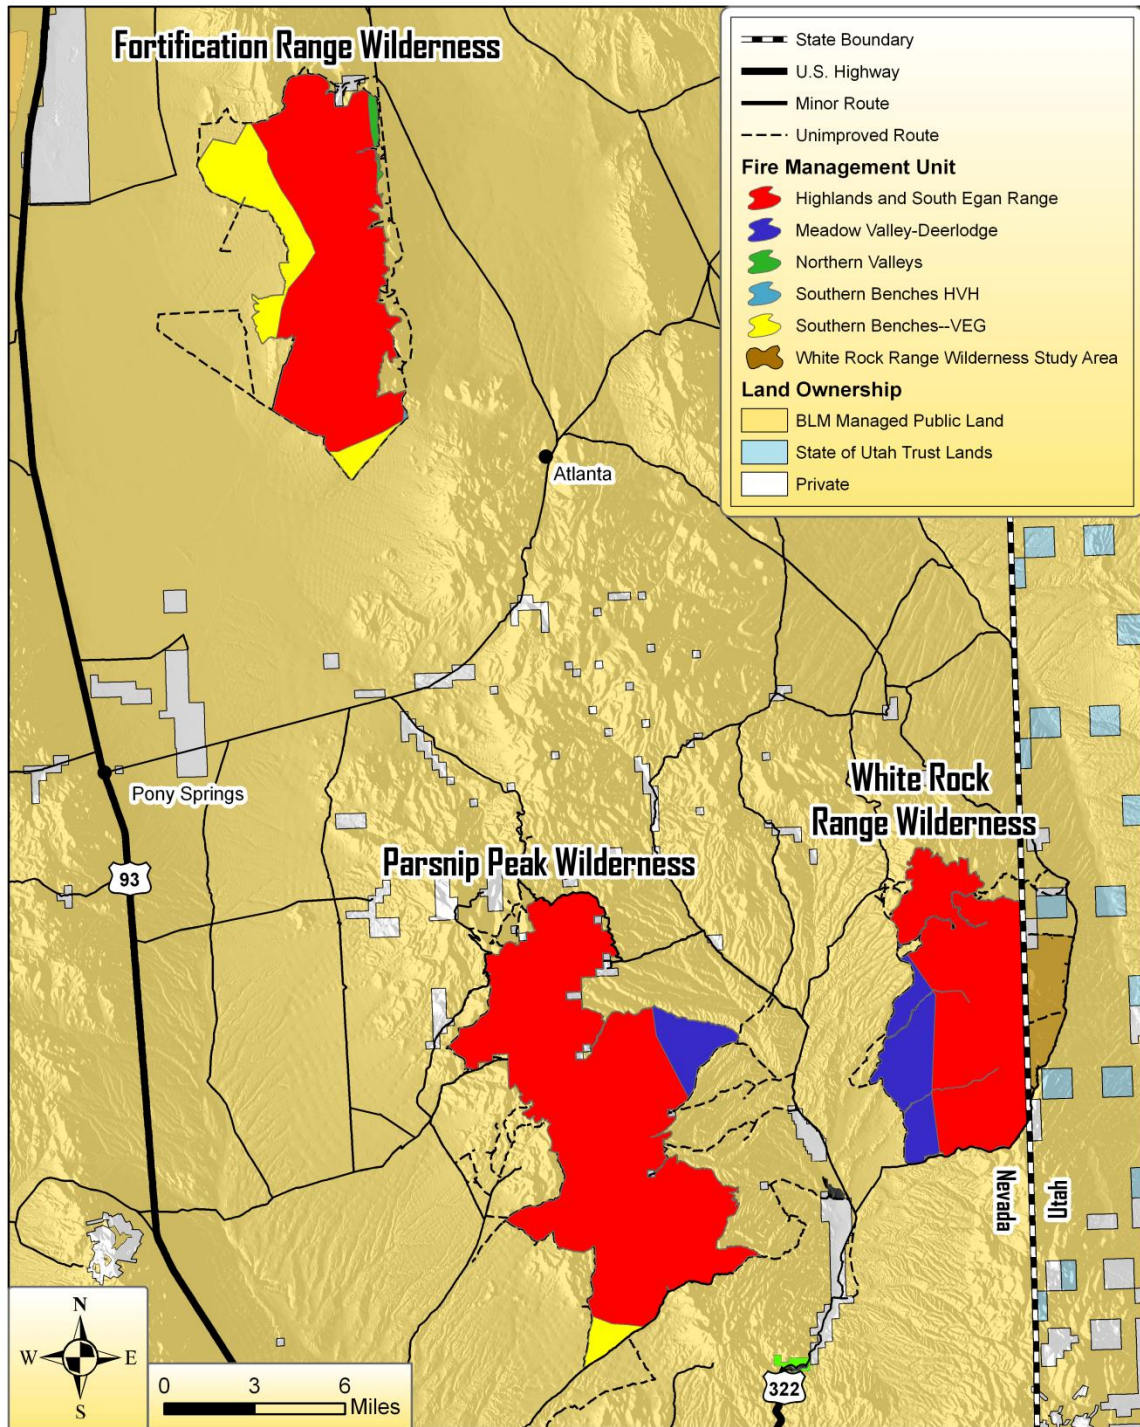 Fortification Range Wilderness
State Boundary
U.S. Highway
Minor Route
Unimproved Route
Fire Management Unit
Highlands and South Egan Range
Meadow Valley-Deerlodge
Northern Valleys
Southern Benches HVH
Southern Benches--VEG
White Rock Range Wilderness Study Area
Land Ownership
BLM Managed Public Land
State of Utah Trust Lands
Private
Atlanta
Pony Springs
White Rock
Range Wilderness
Parsnip Peak Wilderness
93
Nevada
Utah
N
W
E
S
0
3
6
Miles
322